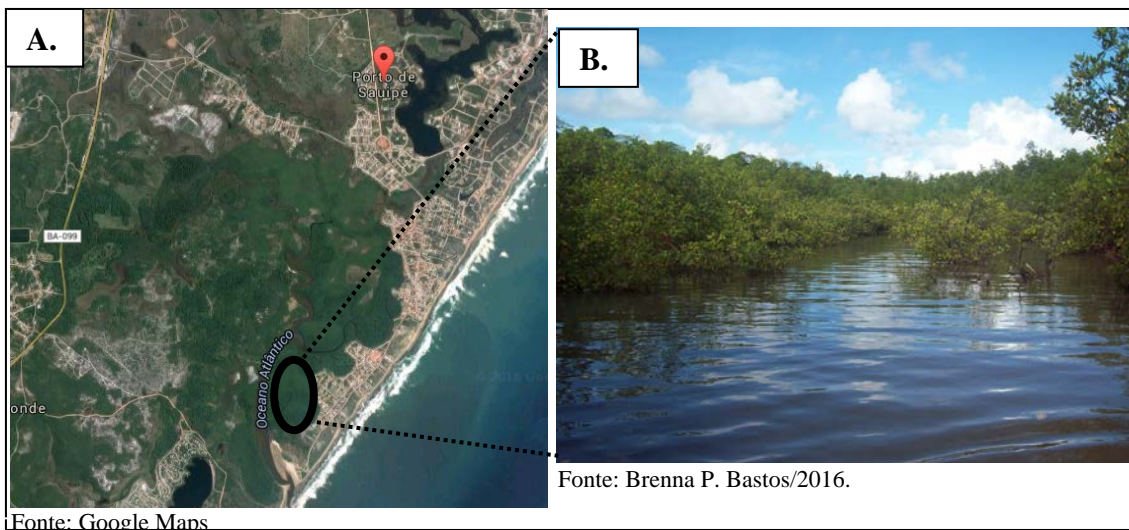 A.
B.
Porto de
Sauipe
BA-099
Oceano Atlântico
onde
Fonte: Brenna P. Bastos/2016.
Fonte: Google Maps